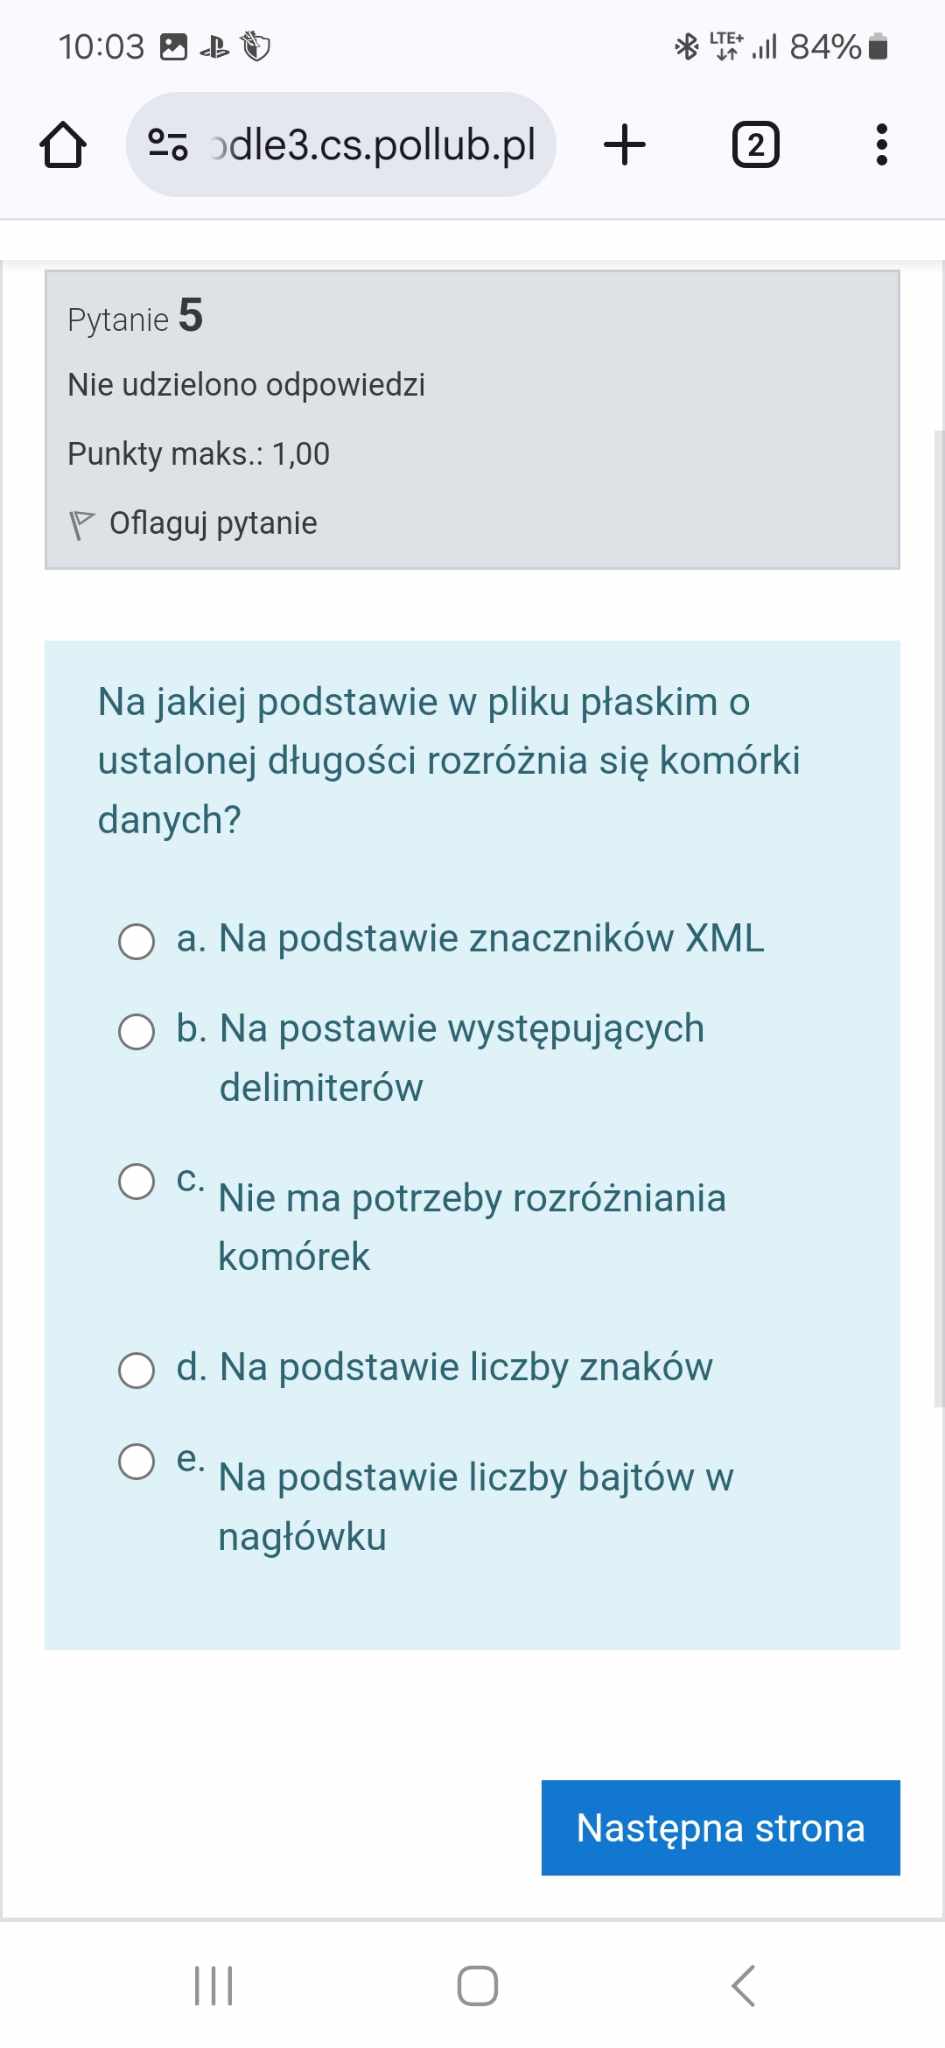 10:03
LTE+
84%
odle3.cs.pollub.pl
2
Pytanie 5
Nie udzielono odpowiedzi
Punkty maks.: 1,00
Oflaguj pytanie
Na jakiej podstawie w pliku płaskim o
ustalonej długości rozróżnia się komórki
danych?
a. Na podstawie znaczników XML
b. Na postawie występujących
delimiterów
c. Nie ma potrzeby rozróżniania
komórek
d. Na podstawie liczby znaków
e. Na podstawie liczby bajtów w
nagłówku
Następna strona